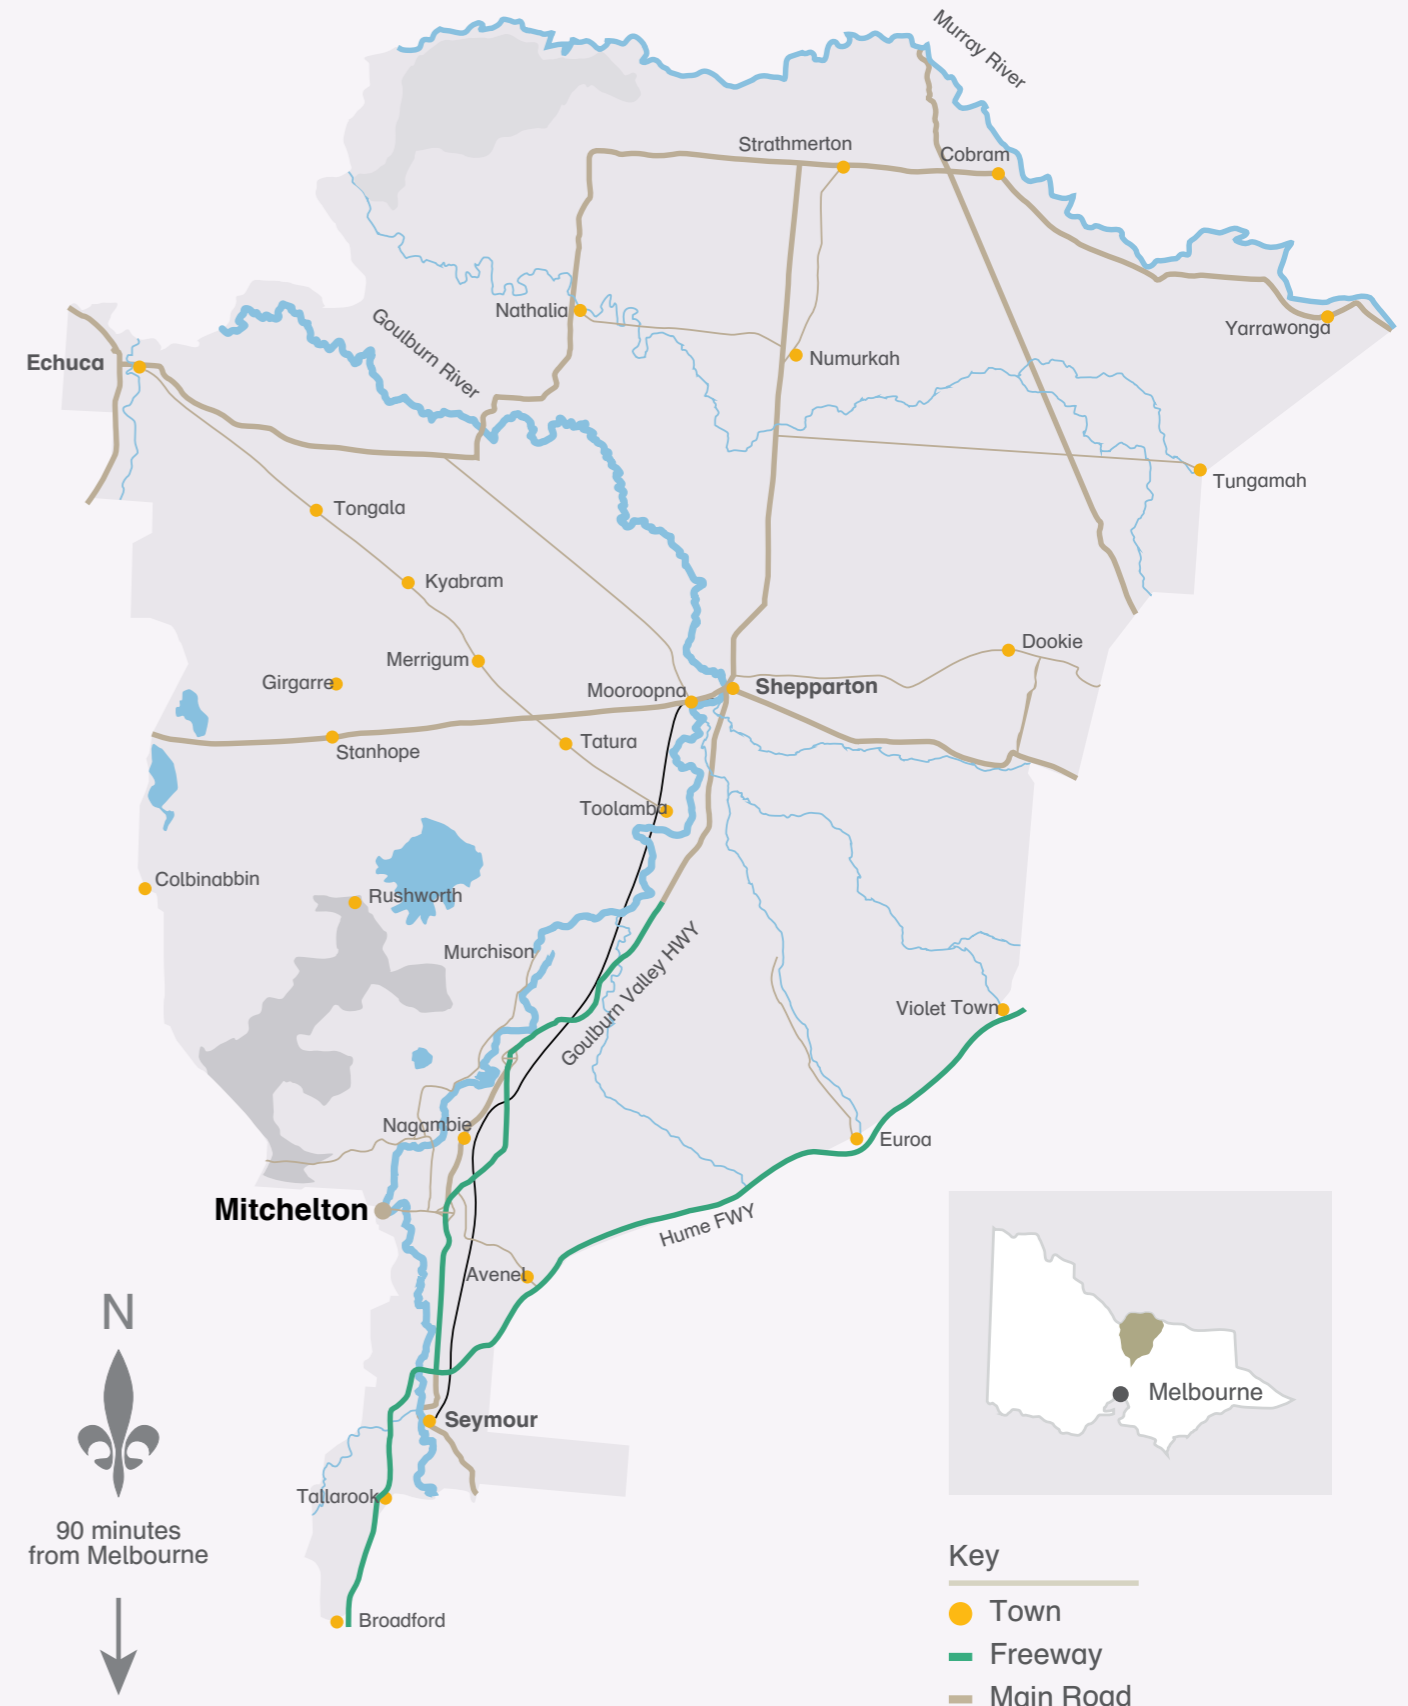 Murray River
Strathmerton
Cobram
Nathalia
Goulburn River
Yarrawonga
Echuca
Numurkah
Tungamah
Tongala
Kyabram
Dookie
Merrigum
Girgarre
Mooroopna
Shepparton
Stanhope
Tatura
Toolamba
Colbinabbin
Rushworth
Murchison
Goulburn Valley HWY
Violet Town
Nagambie
Euroa
Mitchelton
Hume FWY
Avenel
N
Melbourne
Seymour
Tallarook
90 minutes
from Melbourne
Broadford
Key
Town
Freeway
Main Road